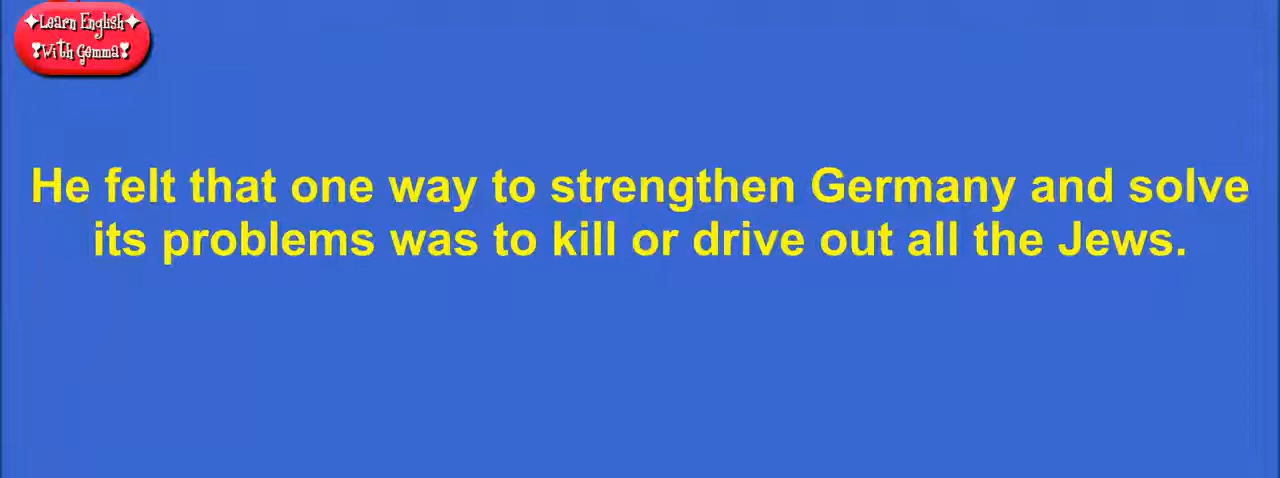 Learn English
With Gemma
He felt that one way to strengthen Germany and solve
its problems was to kill or drive out all the Jews.